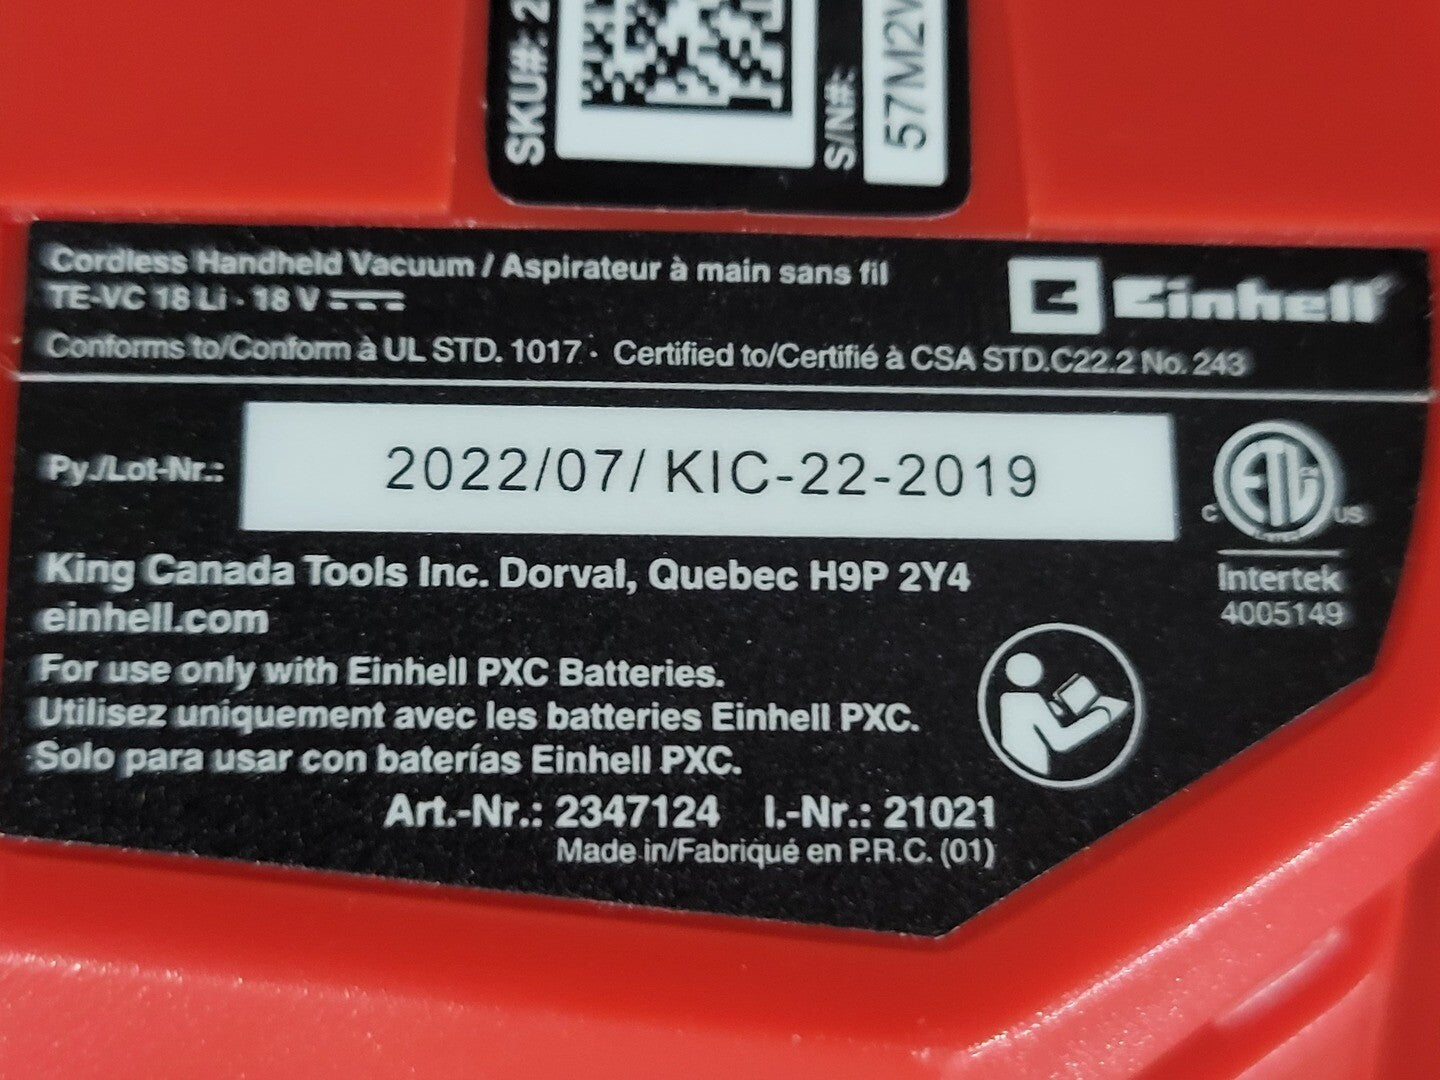 SKU#: 2
S/N#:
57M2
Cordless Handheld Vacuum / Aspirateur à main sans fil
TE-VC 18 Li - 18 V
Einhell
Conforms to/Conform à UL STD. 1017 · Certified to/Certifié à CSA STD.C22.2 No. 243
Py./Lot-Nr.: 2022/07/ KIC-22-2019
C ETL US
Intertek
4005149
King Canada Tools Inc. Dorval, Quebec H9P 2Y4
einhell.com
For use only with Einhell PXC Batteries.
Utilisez uniquement avec les batteries Einhell PXC.
Solo para usar con baterías Einhell PXC.
Art.-Nr.: 2347124 I.-Nr.: 21021
Made in/Fabriqué en P.R.C. (01)